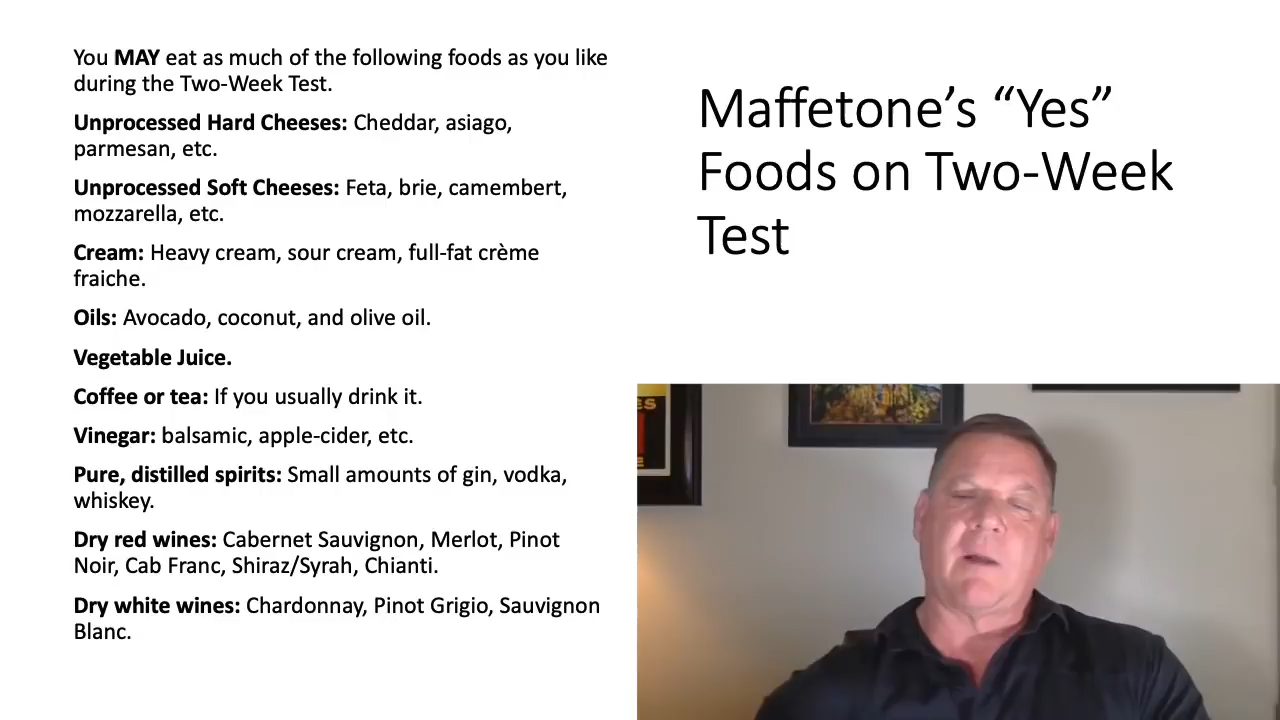 You MAY eat as much of the following foods as you like
during the Two-Week Test.
Unprocessed Hard Cheeses: Cheddar, asiago,
parmesan, etc.
Unprocessed Soft Cheeses: Feta, brie, camembert,
mozzarella, etc.
Cream: Heavy cream, sour cream, full-fat crème
fraiche.
Oils: Avocado, coconut, and olive oil.
Vegetable Juice.
Coffee or tea: If you usually drink it.
Vinegar: balsamic, apple-cider, etc.
Pure, distilled spirits: Small amounts of gin, vodka,
whiskey.
Dry red wines: Cabernet Sauvignon, Merlot, Pinot
Noir, Cab Franc, Shiraz/Syrah, Chianti.
Dry white wines: Chardonnay, Pinot Grigio, Sauvignon
Blanc.
Maffetone’s “Yes”
Foods on Two-Week
Test